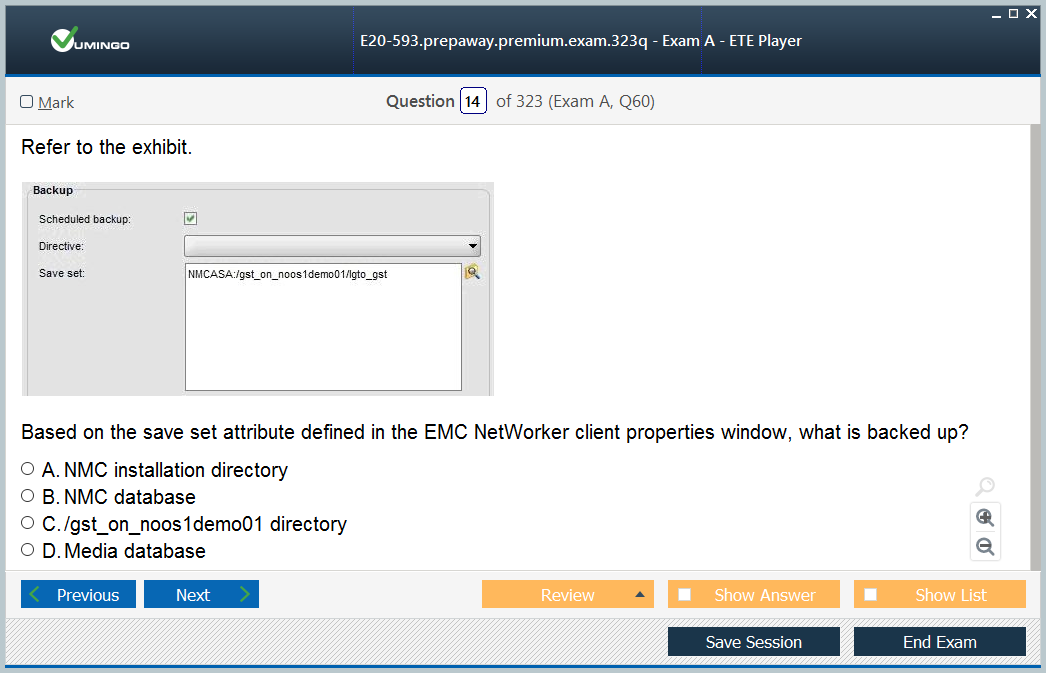 VUMINGO
E20-593.prepaway.premium.exam.323q - Exam A - ETE Player
Mark
Question 14 of 323 (Exam A, Q60)
Refer to the exhibit.
Backup
Scheduled backup:
Directive:
Save set:
NMCASA:/gst_on_noos1demo01/lgto_gst
Based on the save set attribute defined in the EMC NetWorker client properties window, what is backed up?
A. NMC installation directory
B. NMC database
C. /gst_on_noos1demo01 directory
D. Media database
Previous
Next
Review
Show Answer
Show List
Save Session
End Exam